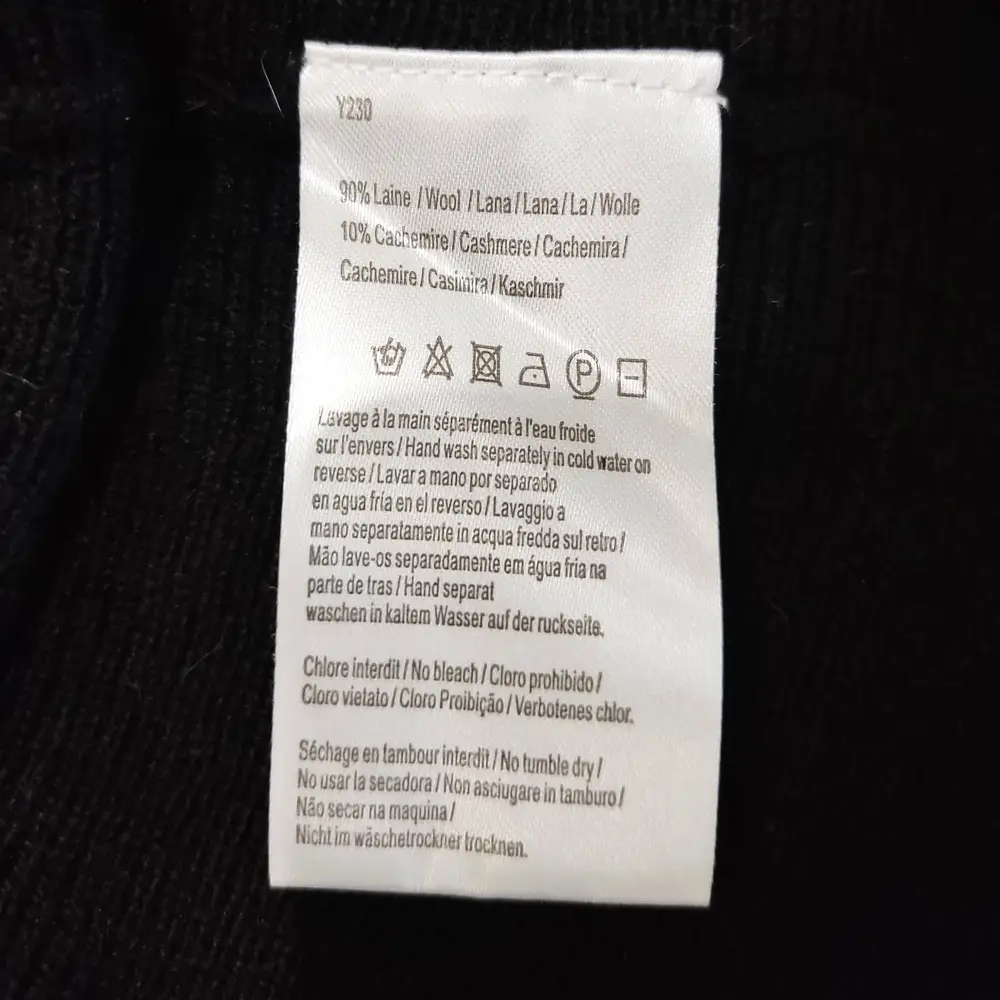 Y230
90% Laine / Wool / Lana / Lana / La / Wolle
10% Cachemire / Cashmere / Cachemira /
Cachemire / Casimira / Kaschmir
P
Lavage à la main séparément à l'eau froide
sur l'envers / Hand wash separately in cold water on
reverse / Lavar a mano por separado
en agua fría en el reverso / Lavaggio a
mano separatamente in acqua fredda sul retro /
Mão lave-os separadamente em água fria na
parte de tras / Hand separat
waschen in kaltem Wasser auf der ruckseite.
Chlore interdit / No bleach / Cloro prohibido /
Cloro vietato / Cloro Proibição / Verbotenes chlor.
Séchage en tambour interdit / No tumble dry /
No usar la secadora / Non asciugare in tamburo /
Não secar na maquina /
Nicht im wäschetrockner trocknen.